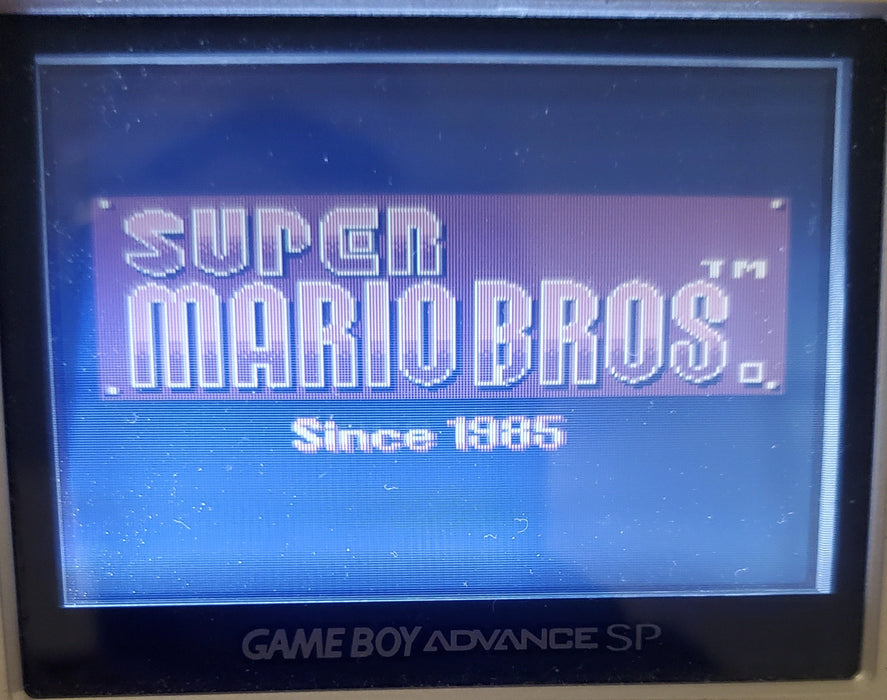 SUPER
MARIO BROS.™
Since 1985
GAME BOY ADVANCE SP